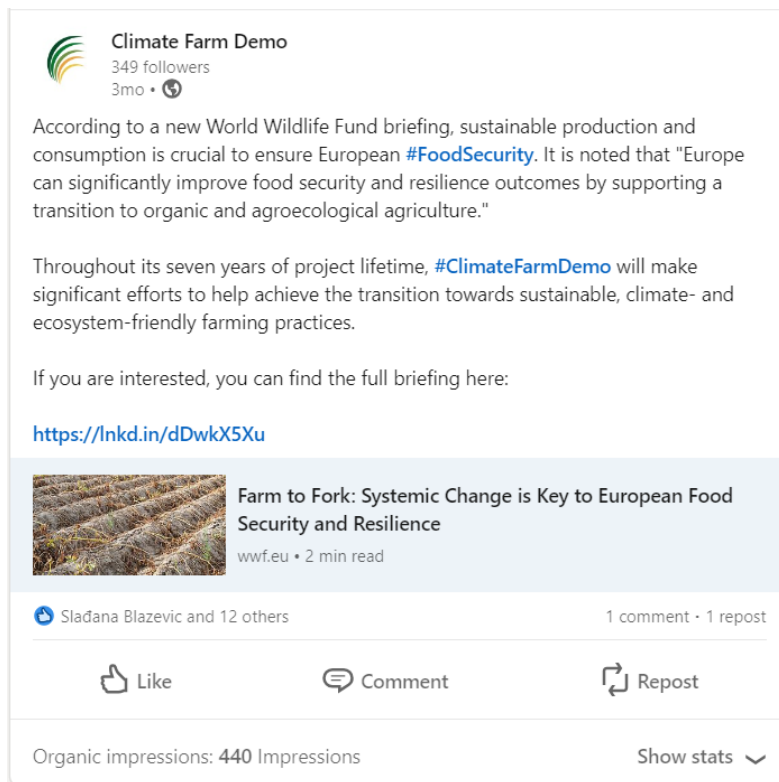 Climate Farm Demo
349 followers
3mo •
According to a new World Wildlife Fund briefing, sustainable production and
consumption is crucial to ensure European #FoodSecurity. It is noted that "Europe
can significantly improve food security and resilience outcomes by supporting a
transition to organic and agroecological agriculture."
Throughout its seven years of project lifetime, #ClimateFarmDemo will make
significant efforts to help achieve the transition towards sustainable, climate- and
ecosystem-friendly farming practices.
If you are interested, you can find the full briefing here:
https://lnkd.in/dDwkX5Xu
Farm to Fork: Systemic Change is Key to European Food
Security and Resilience
wwf.eu • 2 min read
Slađana Blazevic and 12 others 1 comment · 1 repost
Like Comment Repost
Organic impressions: 440 Impressions Show stats